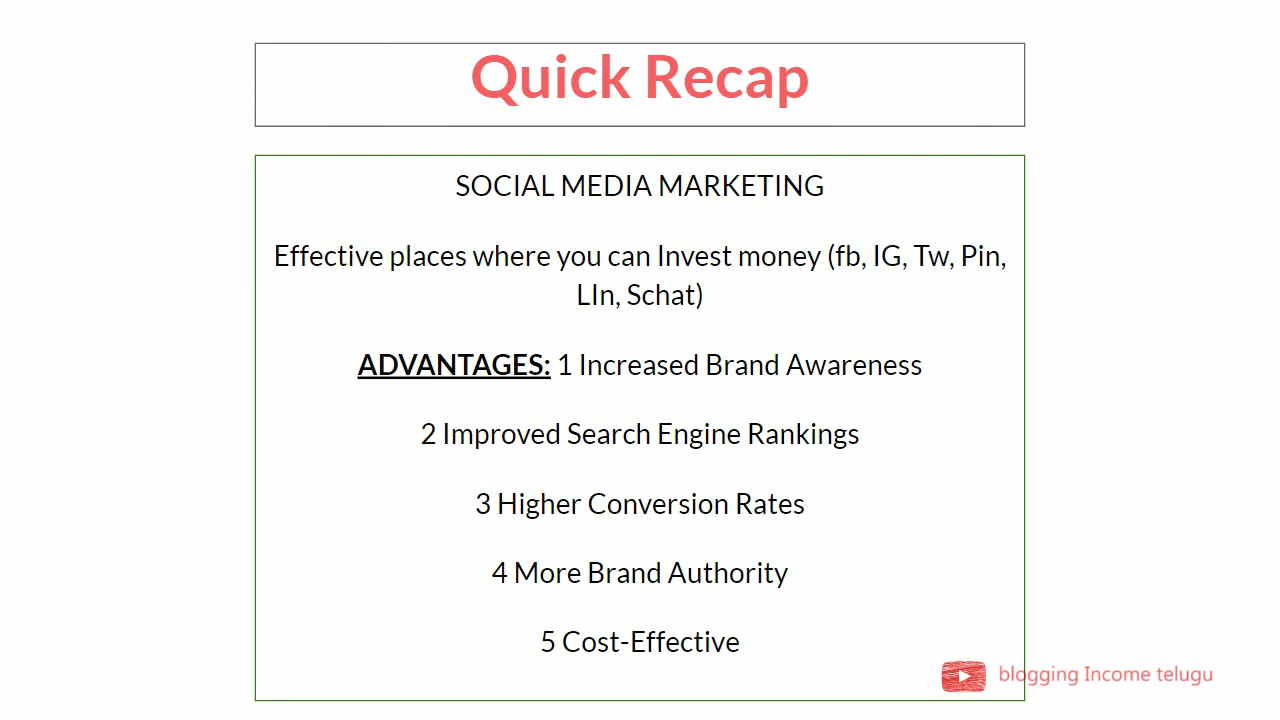 Quick Recap
SOCIAL MEDIA MARKETING
Effective places where you can Invest money (fb, IG, Tw, Pin,
LIn, Schat)
ADVANTAGES: 1 Increased Brand Awareness
2 Improved Search Engine Rankings
3 Higher Conversion Rates
4 More Brand Authority
5 Cost-Effective
blogging Income telugu